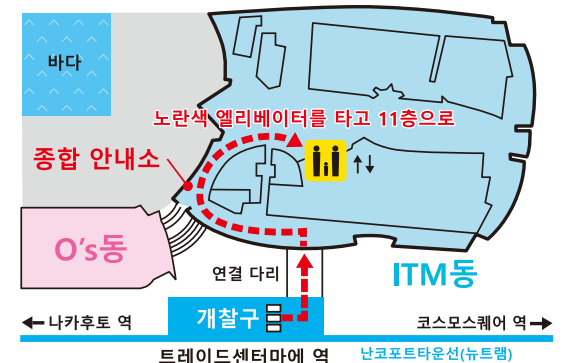 바다
노란색 엘리베이터를 타고 11층으로
종합 안내소
O's동
연결 다리
ITM동
← 나카후토 역
개찰구
코스모스퀘어 역 →
트레이드센터마에 역
난코포트타운선(뉴트램)